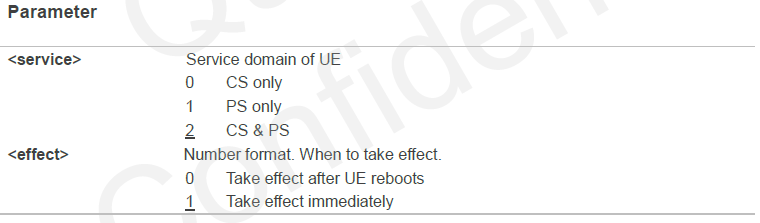 Parameter
<service> Service domain of UE
0 CS only
1 PS only
2 CS & PS
<effect> Number format. When to take effect.
0 Take effect after UE reboots
1 Take effect immediately